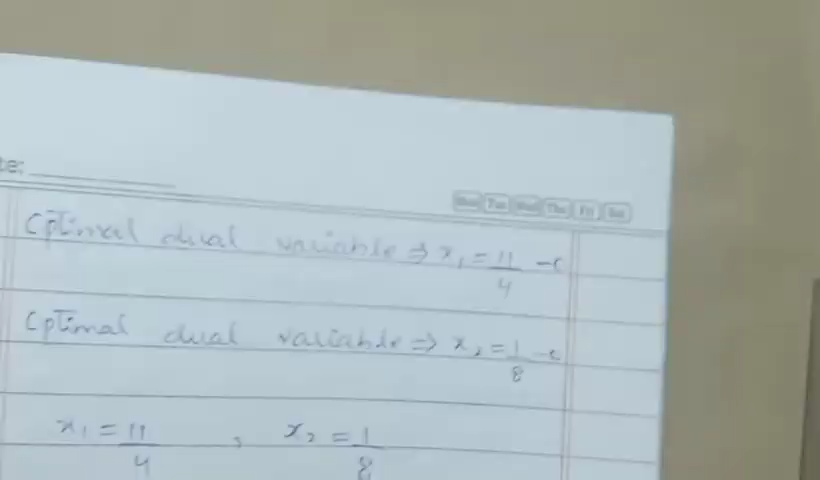 te:
Mon Tue Wed Thu Fri Sat
Optimal dual variable ⇒ x₁ = 11/4 -c
Optimal dual variable ⇒ x₂ = 1/8 -c
x₁ = 11/4 , x₂ = 1/8